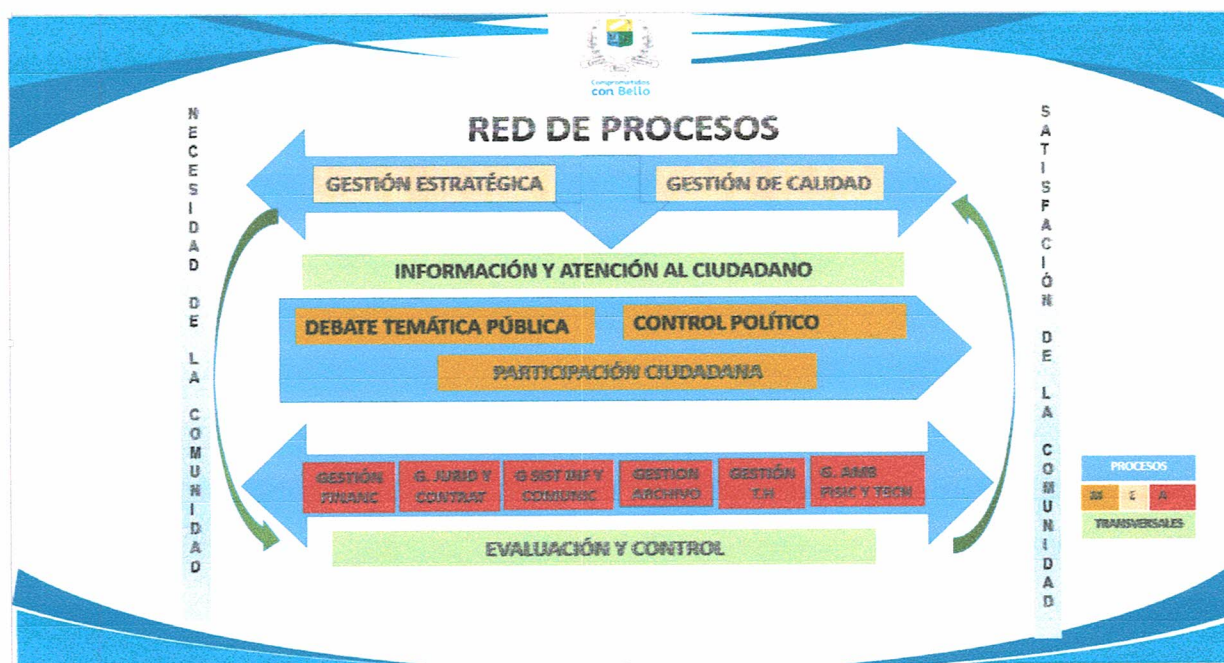 Comprometidos
con Bello
RED DE PROCESOS
NECESIDAD DE LA COMUNIDAD
SATISFACIÓN DE LA COMUNIDAD
GESTIÓN ESTRATÉGICA
GESTIÓN DE CALIDAD
INFORMACIÓN Y ATENCIÓN AL CIUDADANO
DEBATE TEMÁTICA PÚBLICA
CONTROL POLÍTICO
PARTICIPACIÓN CIUDADANA
GESTIÓN
FINANC
G. JURID Y
CONTRAT
G SIST INF Y
COMUNIC
GESTION
ARCHIVO
GESTIÓN
T.H
G. AMB
FISIC Y TECN
EVALUACIÓN Y CONTROL
PROCESOS
M E A
TRANSVERSALES